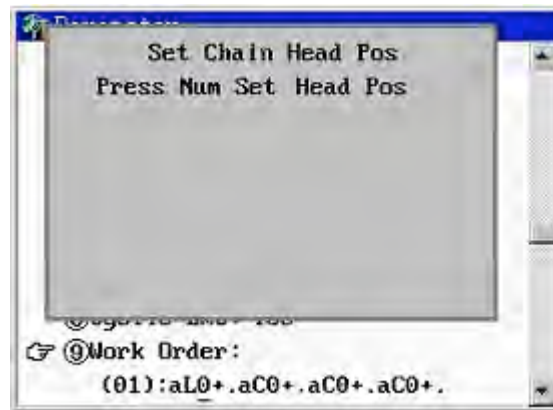 Set Chain Head Pos
Press Num Set Head Pos
⑨Work Order:
(01):aL0+.aC0+.aC0+.aC0+.